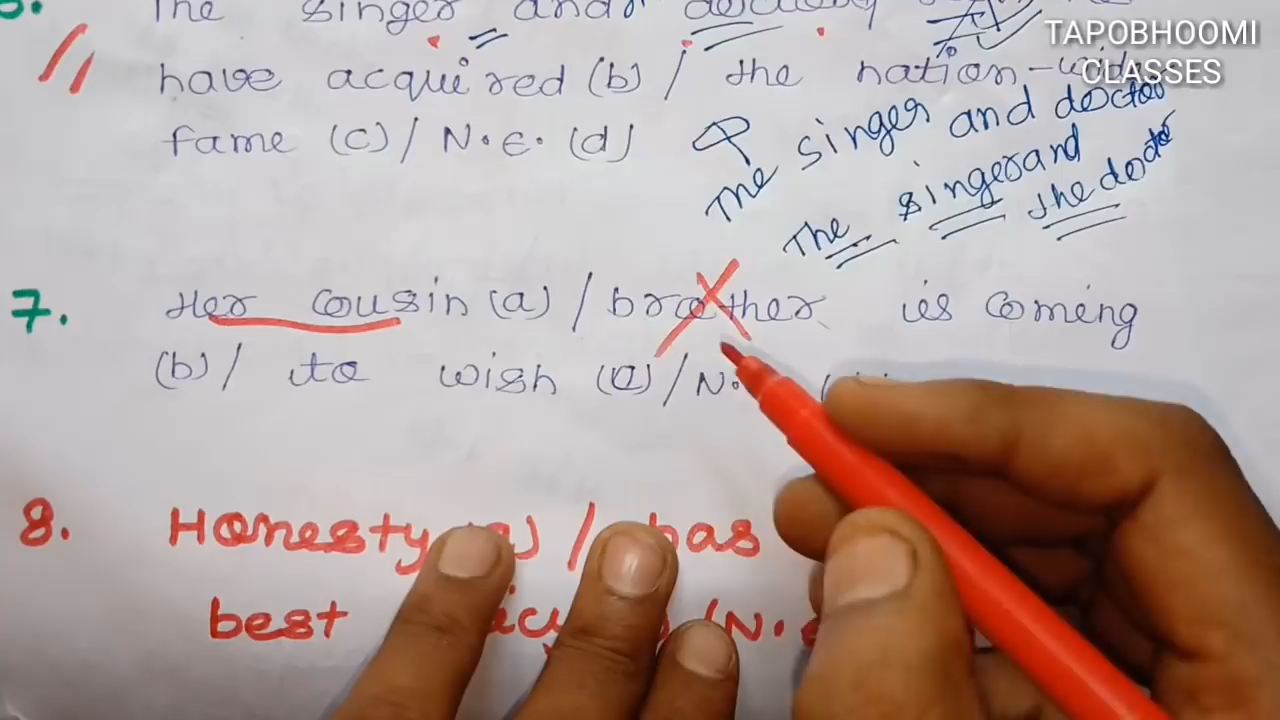 TAPOBHOOMI
CLASSES
The singer and
have acquired (b) / the nation-wide
fame (c) / N.E. (d)
The singer and doctor
The singer and the doctor
7. Her cousin (a) / brother is coming
(b) / to wish (c) / N.
8. Honesty / has
best / N.